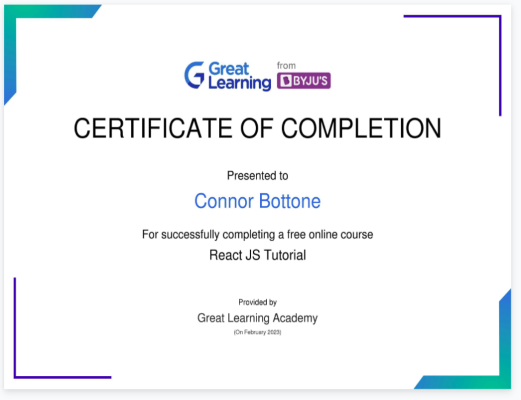 Great Learning
from
BYJU'S
CERTIFICATE OF COMPLETION
Presented to
Connor Bottone
For successfully completing a free online course
React JS Tutorial
Provided by
Great Learning Academy
(On February 2023)